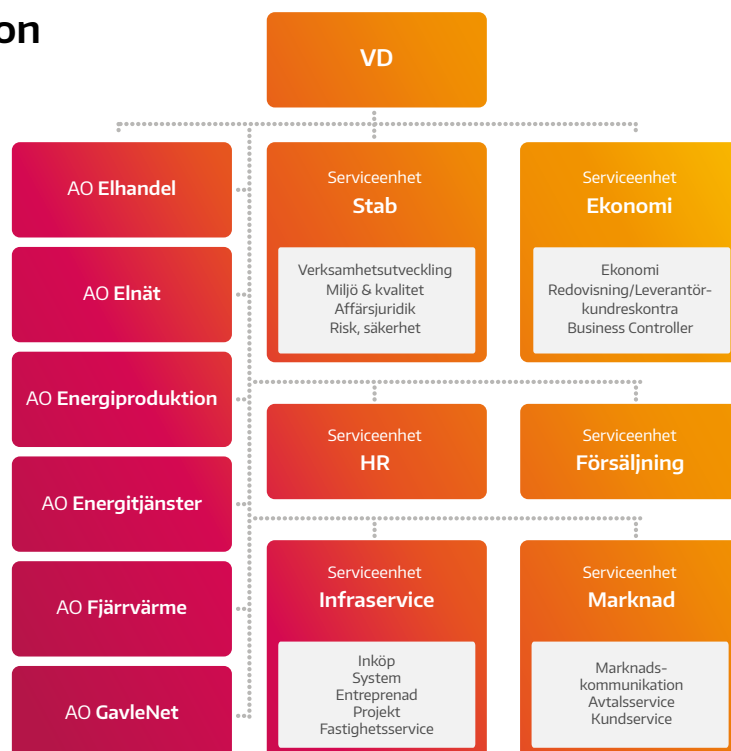 on
VD
AO Elhandel
AO Elnät
AO Energiproduktion
AO Energitjänster
AO Fjärrvärme
AO GavleNet
Serviceenhet
Stab
Verksamhetsutveckling
Miljö & kvalitet
Affärsjuridik
Risk, säkerhet
Serviceenhet
Ekonomi
Ekonomi
Redovisning/Leverantör-
kundreskontra
Business Controller
Serviceenhet
HR
Serviceenhet
Försäljning
Serviceenhet
Infraservice
Inköp
System
Entreprenad
Projekt
Fastighetsservice
Serviceenhet
Marknad
Marknads-
kommunikation
Avtalsservice
Kundservice